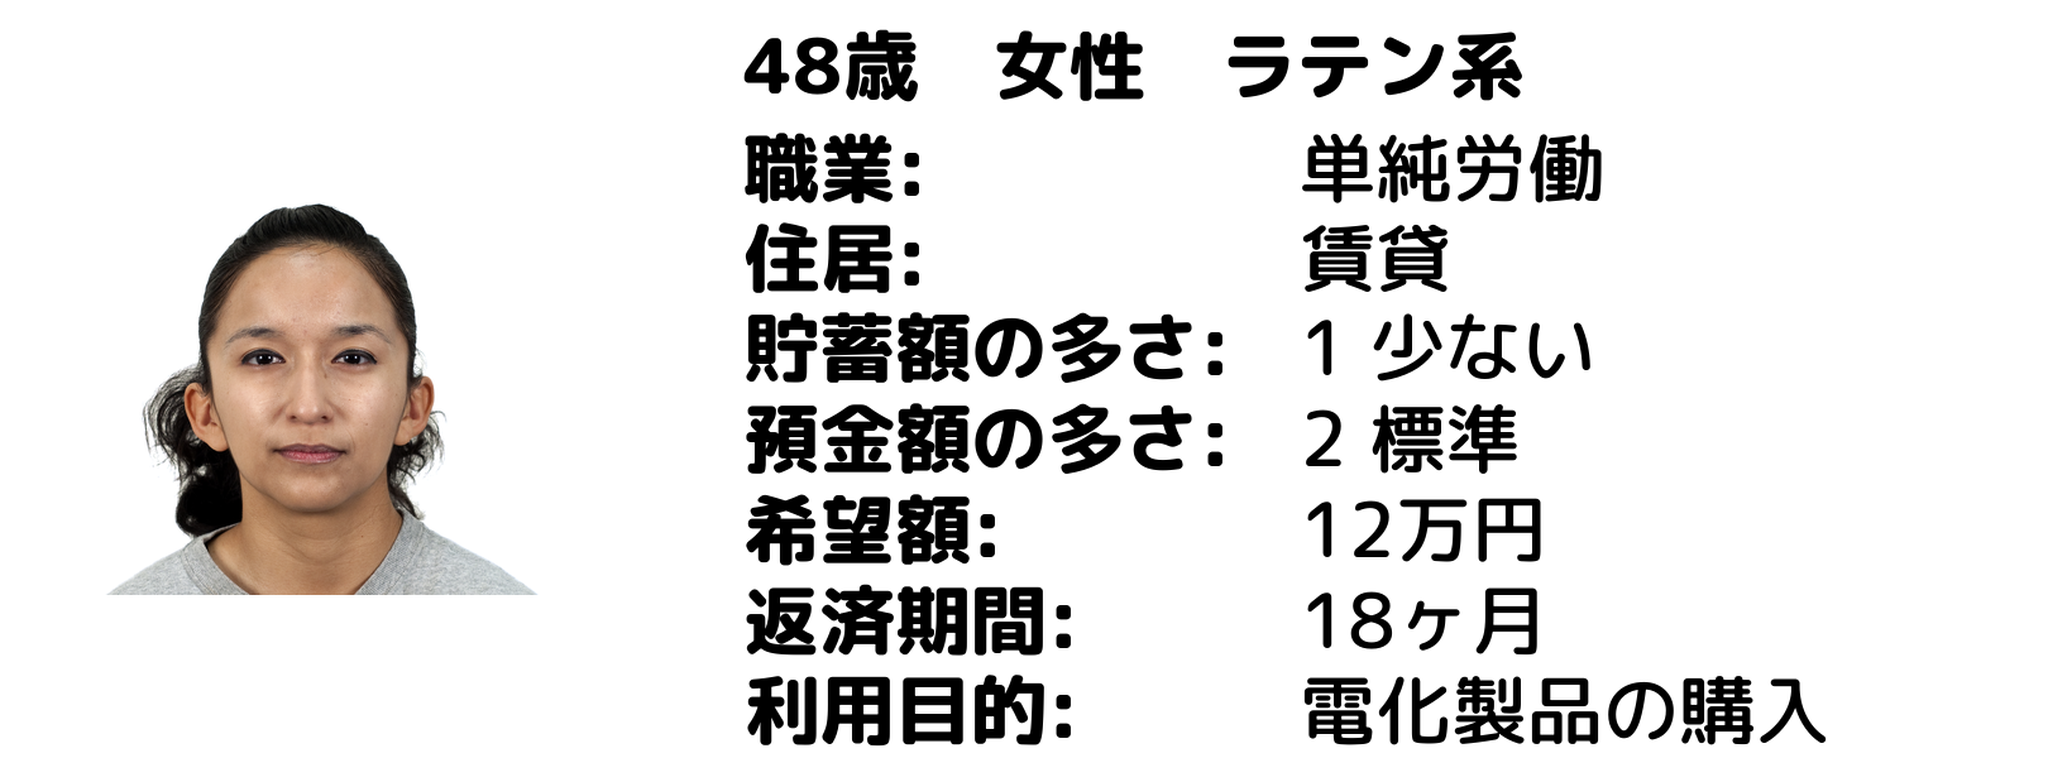 48歳　女性　ラテン系
職業: 単純労働
住居: 賃貸
貯蓄額の多さ: 1 少ない
預金額の多さ: 2 標準
希望額: 12万円
返済期間: 18ヶ月
利用目的: 電化製品の購入